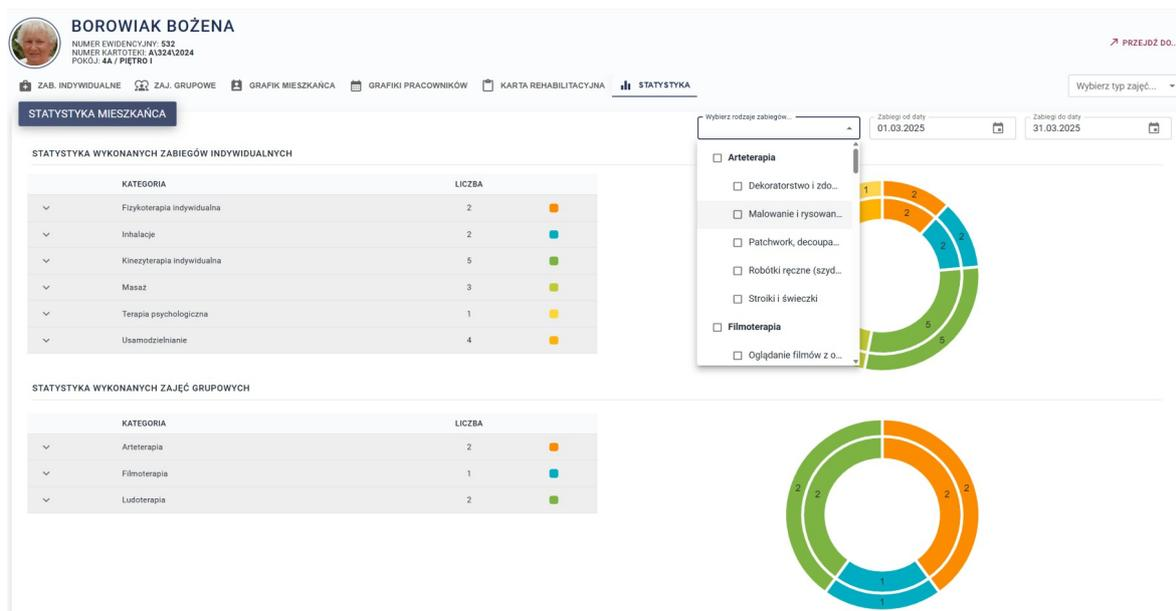 BOROWIAK BOŻENA
NUMER EWIDENCYJNY: 532
NUMER KARTOTEKI: A\324\2024
POKÓJ: 4A / PIĘTRO I
PRZEJDŹ DO...
ZAB. INDYWIDUALNE
ZAJ. GRUPOWE
GRAFIK MIESZKAŃCA
GRAFIKI PRACOWNIKÓW
KARTA REHABILITACYJNA
STATYSTYKA
Wybierz typ zajęć...
STATYSTYKA MIESZKAŃCA
Wybierz rodzaje zabiegów...
Zabiegi od daty
01.03.2025
Zabiegi do daty
31.03.2025
STATYSTYKA WYKONANYCH ZABIEGÓW INDYWIDUALNYCH
KATEGORIA LICZBA
Fizykoterapia indywidualna 2
Inhalacje 2
Kinezyterapia indywidualna 5
Masaż 3
Terapia psychologiczna 1
Usamodzielnianie 4
Arteterapia
Dekoratorstwo i zdo...
Malowanie i rysowan...
Patchwork, decoupa...
Robótki ręczne (szyd...
Stroiki i świeczki
Filmoterapia
Oglądanie filmów z o...
1
2
2
2
2
5
5
STATYSTYKA WYKONANYCH ZAJĘĆ GRUPOWYCH
KATEGORIA LICZBA
Arteterapia 2
Filmoterapia 1
Ludoterapia 2
2
2
2
2
1
1